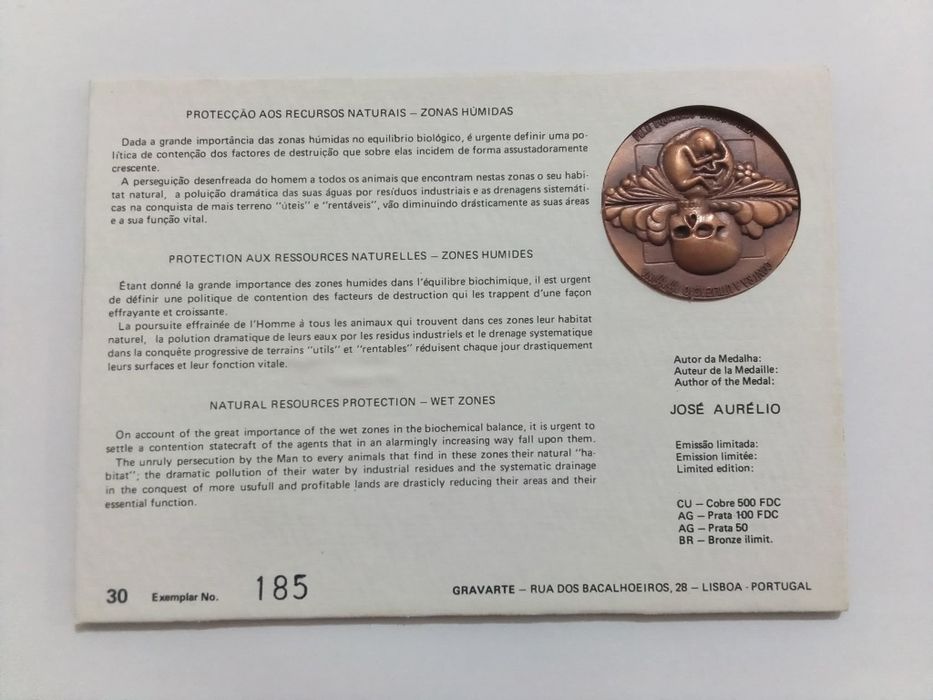 PROTECÇÃO AOS RECURSOS NATURAIS – ZONAS HÚMIDAS
Dada a grande importância das zonas húmidas no equilíbrio biológico, é urgente definir uma po-
lítica de contenção dos factores de destruição que sobre elas incidem de forma assustadoramente
crescente.
A perseguição desenfreada do homem a todos os animais que encontram nestas zonas o seu habi-
tat natural, a poluição dramática das suas águas por resíduos industriais e as drenagens sistemáti-
cas na conquista de mais terreno "úteis" e "rentáveis", vão diminuindo drásticamente as suas áreas
e a sua função vital.
PROTECTION AUX RESSOURCES NATURELLES – ZONES HUMIDES
Étant donné la grande importance des zones humides dans l'équilibre biochimique, il est urgent
de définir une politique de contention des facteurs de destruction qui les trappent d'une façon
effrayante et croissante.
La poursuite effrainée de l'Homme à tous les animaux qui trouvent dans ces zones leur habitat
naturel, la polution dramatique de leurs eaux por les residus industriels et le drenage systematique
dans la conquête progressive de terrains "utils" et "rentables" réduisent chaque jour drastiquement
leurs surfaces et leur fonction vitale.
NATURAL RESOURCES PROTECTION – WET ZONES
On account of the great importance of the wet zones in the biochemical balance, it is urgent to
settle a contention statecraft of the agents that in an alarmingly increasing way fall upon them.
The unruly persecution by the Man to every animals that find in these zones their natural "ha-
bitat"; the dramatic pollution of their water by industrial residues and the systematic drainage
in the conquest of more usufull and profitable lands are drasticly reducing their areas and their
essential function.
Autor da Medalha:
Auteur de la Medaille:
Author of the Medal:
JOSÉ AURÉLIO
Emissão limitada:
Emission limitée:
Limited edition:
CU – Cobre 500 FDC
AG – Prata 100 FDC
AG – Prata 50
BR – Bronze ilimit.
30 Exemplar No. 185
GRAVARTE – RUA DOS BACALHOEIROS, 28 – LISBOA - PORTUGAL